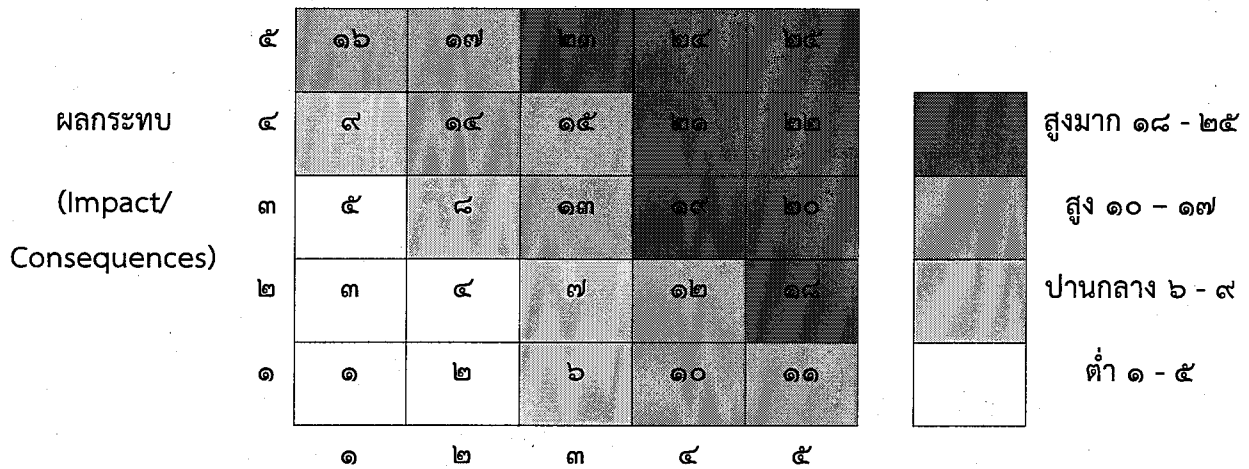 ๕ ๑๖ ๑๗ ๒๓ ๒๔ ๒๕
ผลกระทบ ๔ ๙ ๑๔ ๑๕ ๒๑ ๒๒ สูงมาก ๑๘ - ๒๕
(Impact/ ๓ ๕ ๘ ๑๓ ๑๙ ๒๐ สูง ๑๐ – ๑๗
Consequences)
๒ ๓ ๔ ๗ ๑๒ ๑๘ ปานกลาง ๖ - ๙
๑ ๑ ๒ ๖ ๑๐ ๑๑ ต่ำ ๑ - ๕
๑ ๒ ๓ ๔ ๕